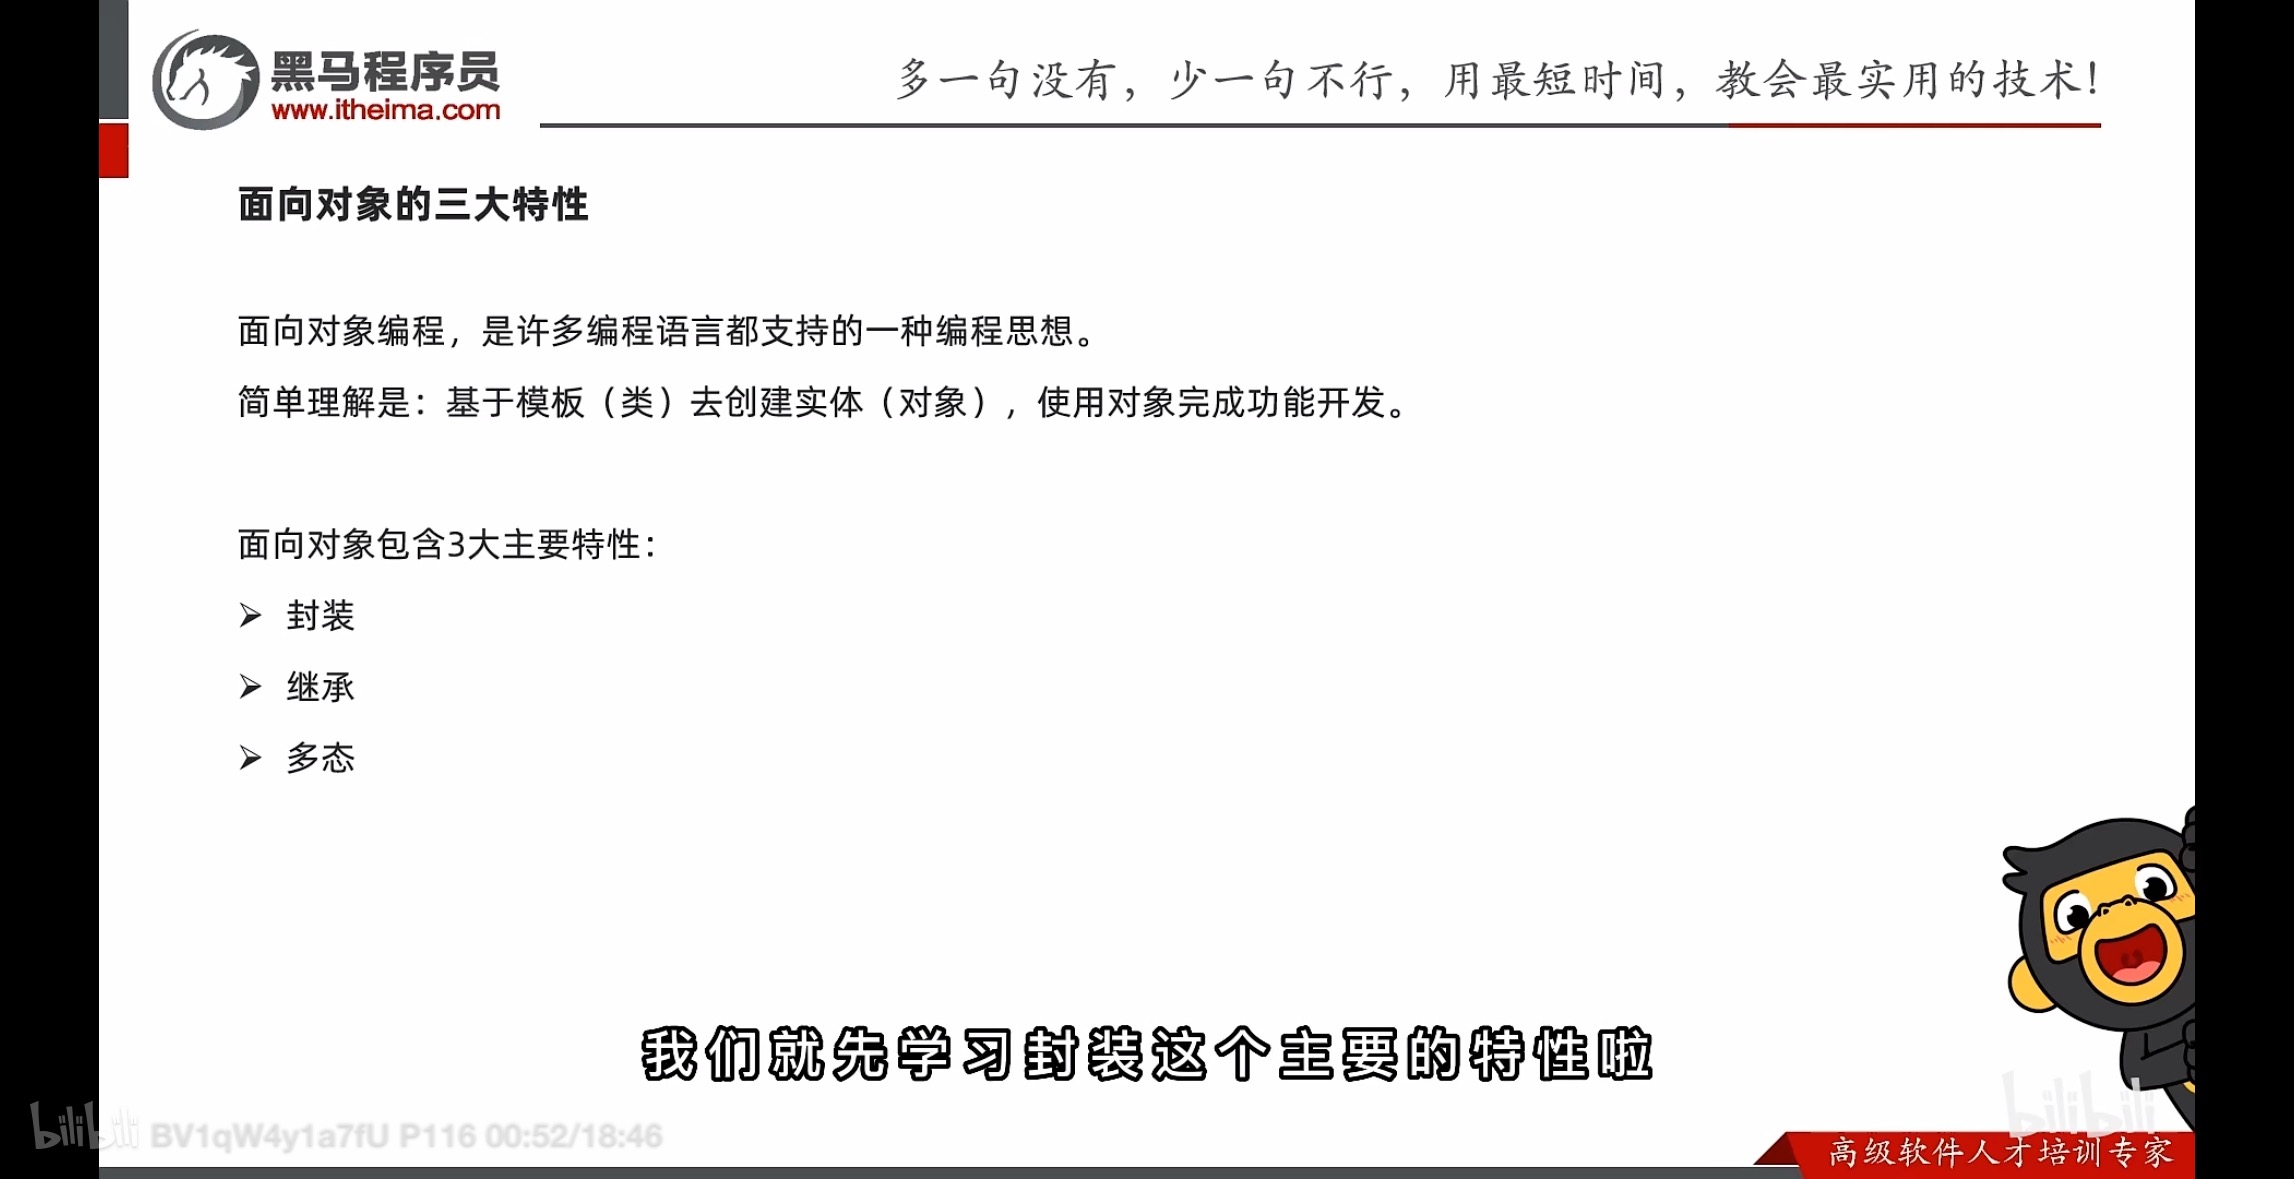 黑马程序员
www.itheima.com
多一句没有，少一句不行，用最短时间，教会最实用的技术！
面向对象的三大特性
面向对象编程，是许多编程语言都支持的一种编程思想。
简单理解是：基于模板（类）去创建实体（对象），使用对象完成功能开发。
面向对象包含3大主要特性：
➢ 封装
➢ 继承
➢ 多态
我们就先学习封装这个主要的特性啦
bilibili BV1qW4y1a7fU P116 00:52/18:46
bilibili
高级软件人才培训专家